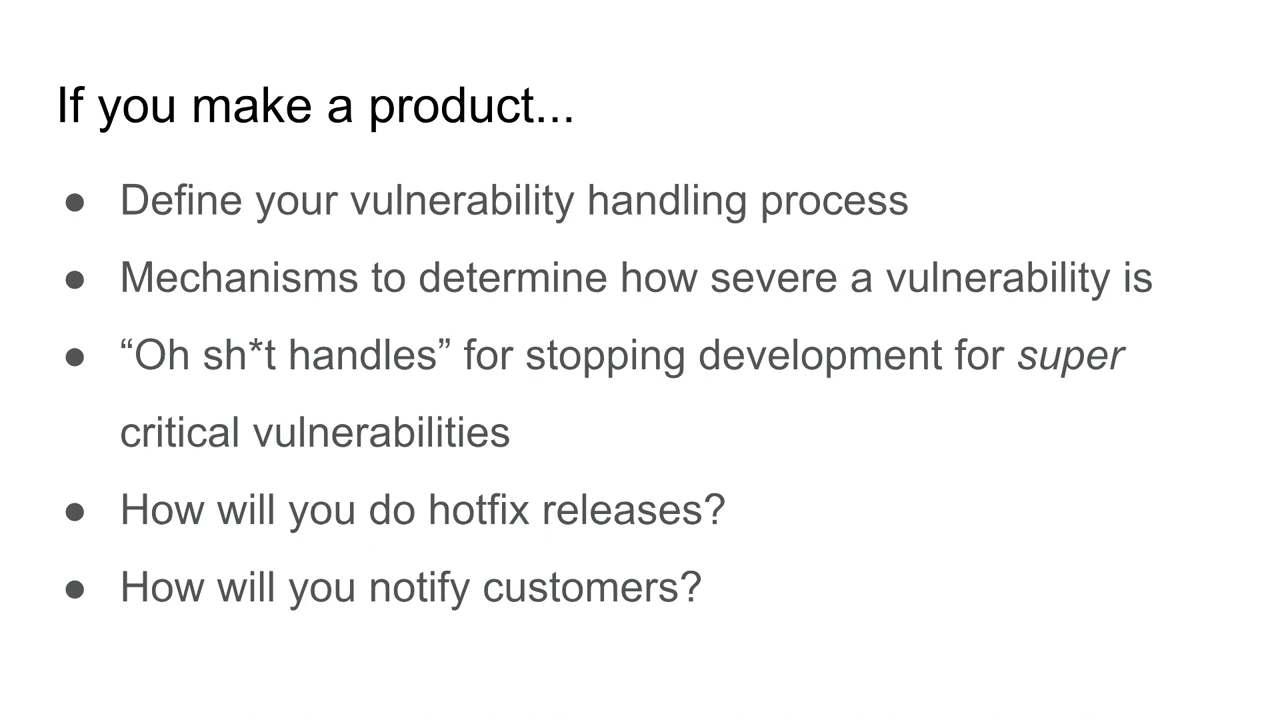 If you make a product...
● Define your vulnerability handling process
● Mechanisms to determine how severe a vulnerability is
● “Oh sh*t handles” for stopping development for super
critical vulnerabilities
● How will you do hotfix releases?
● How will you notify customers?